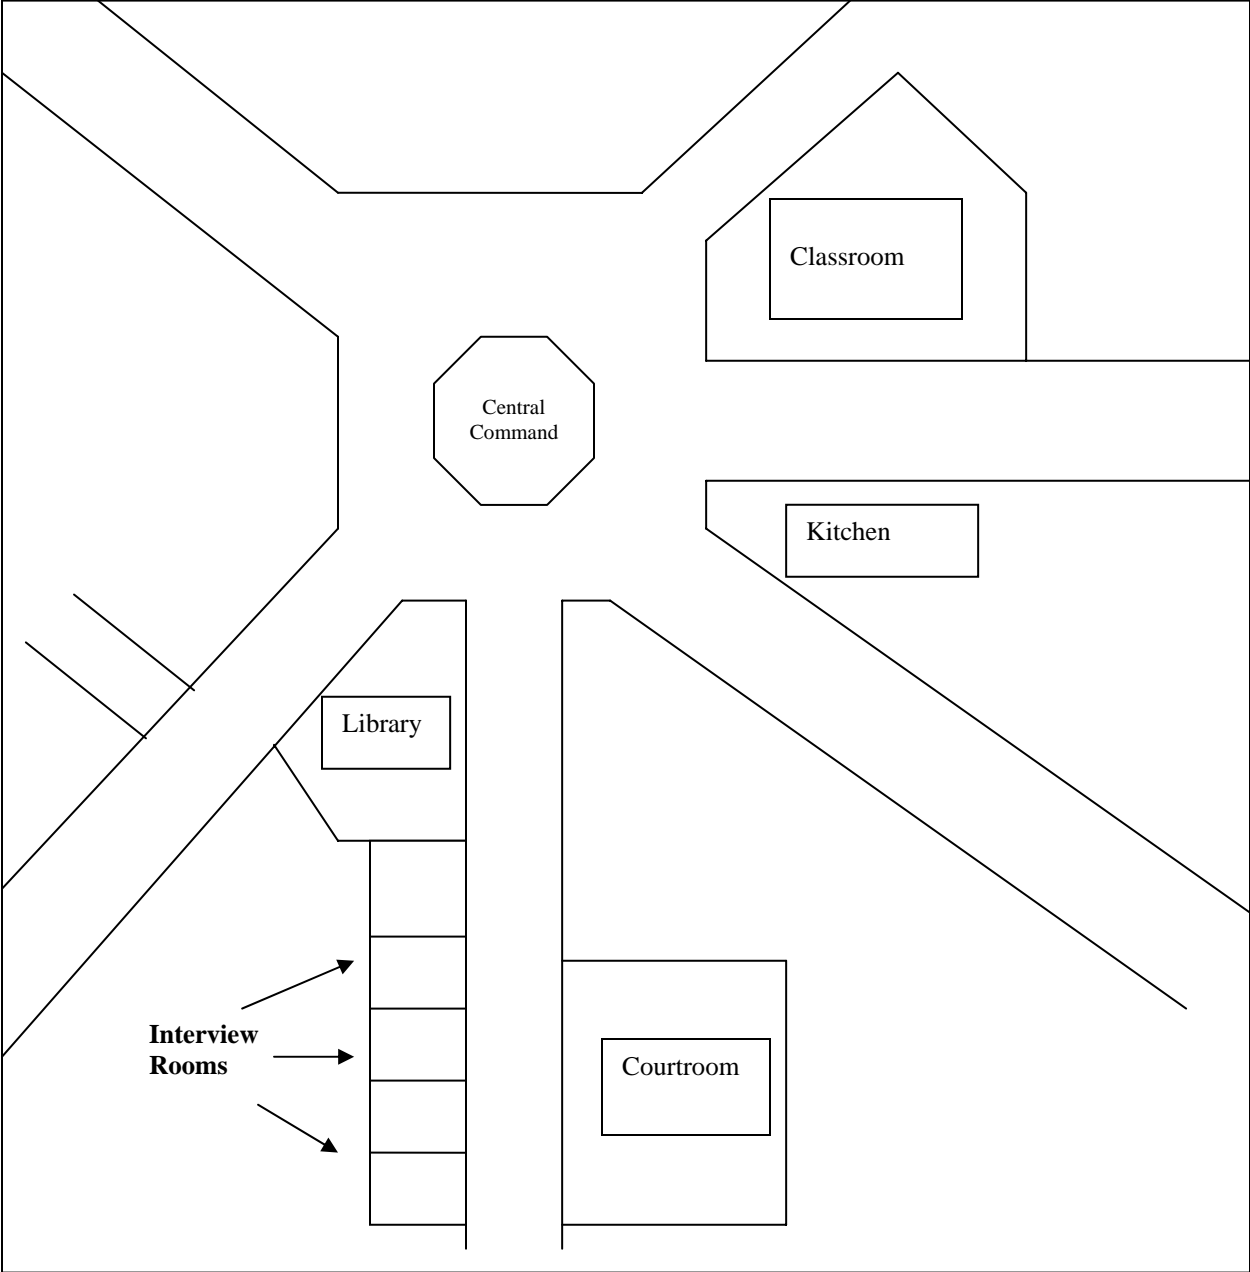 Classroom
Central
Command
Kitchen
Library
Interview
Rooms
Courtroom